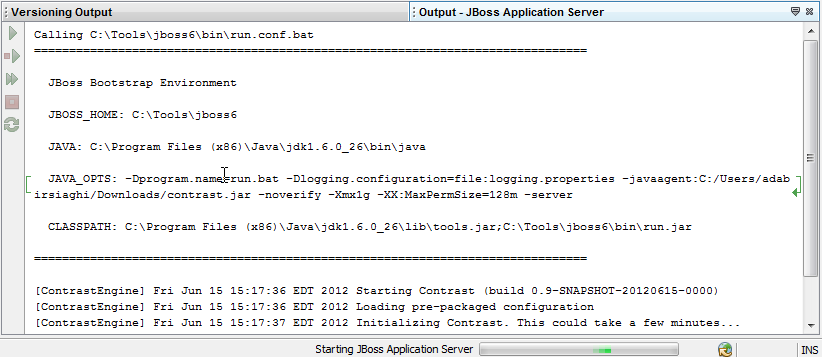 Versioning Output
Output - JBoss Application Server
Calling C:\Tools\jboss6\bin\run.conf.bat
===============================================================================
JBoss Bootstrap Environment
JBOSS_HOME: C:\Tools\jboss6
JAVA: C:\Program Files (x86)\Java\jdk1.6.0_26\bin\java
JAVA_OPTS: -Dprogram.name=run.bat -Dlogging.configuration=file:logging.properties -javaagent:C:/Users/adab
irsiaghi/Downloads/contrast.jar -noverify -Xmx1g -XX:MaxPermSize=128m -server
CLASSPATH: C:\Program Files (x86)\Java\jdk1.6.0_26\lib\tools.jar;C:\Tools\jboss6\bin\run.jar
===============================================================================
[ContrastEngine] Fri Jun 15 15:17:36 EDT 2012 Starting Contrast (build 0.9-SNAPSHOT-20120615-0000)
[ContrastEngine] Fri Jun 15 15:17:36 EDT 2012 Loading pre-packaged configuration
[ContrastEngine] Fri Jun 15 15:17:37 EDT 2012 Initializing Contrast. This could take a few minutes...
Starting JBoss Application Server
INS